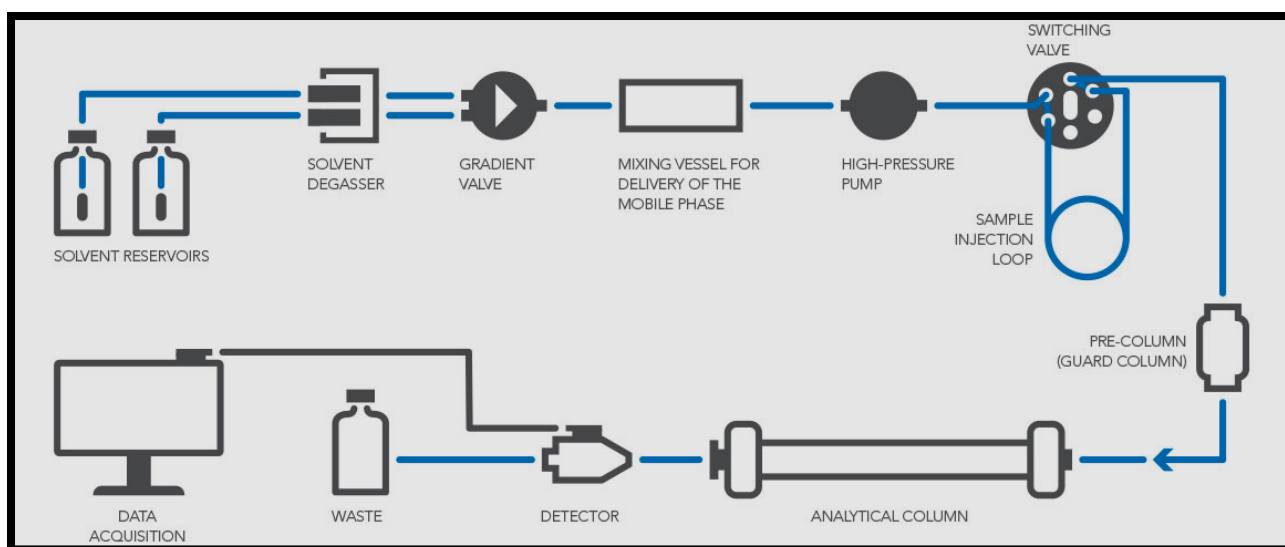 SWITCHING
VALVE
SOLVENT
DEGASSER
GRADIENT
VALVE
MIXING VESSEL FOR
DELIVERY OF THE
MOBILE PHASE
HIGH-PRESSURE
PUMP
SOLVENT RESERVOIRS
SAMPLE
INJECTION
LOOP
PRE-COLUMN
(GUARD COLUMN)
DATA
ACQUISITION
WASTE
DETECTOR
ANALYTICAL COLUMN